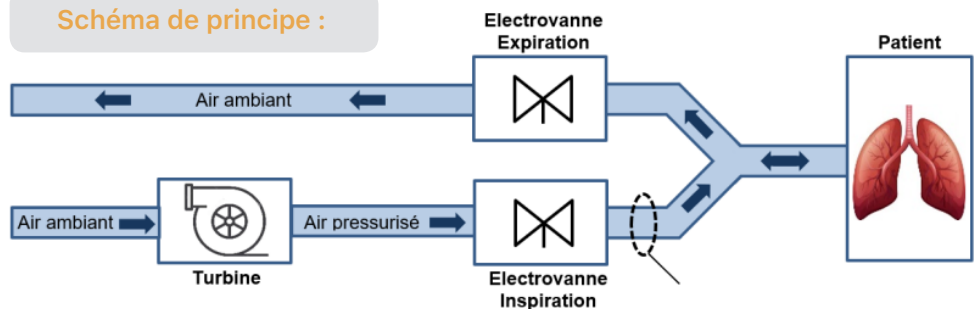 Schéma de principe :
Electrovanne
Expiration
Patient
Air ambiant
Air ambiant
Air pressurisé
Turbine
Electrovanne
Inspiration